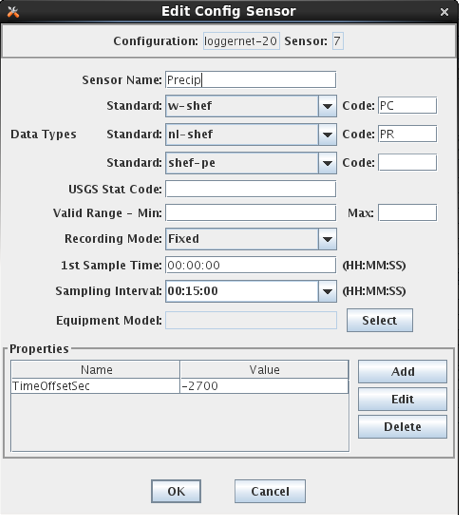 Edit Config Sensor
Configuration: loggernet-20 Sensor: 7
Sensor Name: Precip
Standard: w-shef Code: PC
Data Types Standard: nl-shef Code: PR
Standard: shef-pe Code:
USGS Stat Code:
Valid Range - Min: Max:
Recording Mode: Fixed
1st Sample Time: 00:00:00 (HH:MM:SS)
Sampling Interval: 00:15:00 (HH:MM:SS)
Equipment Model: Select
Properties
Name Value
TimeOffsetSec -2700
Add
Edit
Delete
OK Cancel